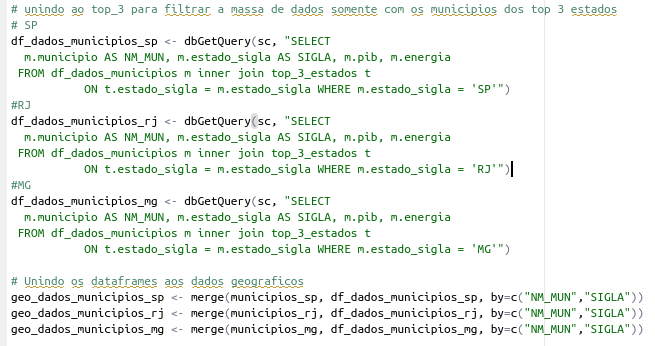 # unindo ao top_3 para filtrar a massa de dados somente com os municipios dos top 3 estados
# SP
df_dados_municipios_sp <- dbGetQuery(sc, "SELECT
  m.municipio AS NM_MUN, m.estado_sigla AS SIGLA, m.pib, m.energia
 FROM df_dados_municipios m inner join top_3_estados t
           ON t.estado_sigla = m.estado_sigla WHERE m.estado_sigla = 'SP'")
#RJ
df_dados_municipios_rj <- dbGetQuery(sc, "SELECT
  m.municipio AS NM_MUN, m.estado_sigla AS SIGLA, m.pib, m.energia
 FROM df_dados_municipios m inner join top_3_estados t
           ON t.estado_sigla = m.estado_sigla WHERE m.estado_sigla = 'RJ'")
#MG
df_dados_municipios_mg <- dbGetQuery(sc, "SELECT
  m.municipio AS NM_MUN, m.estado_sigla AS SIGLA, m.pib, m.energia
 FROM df_dados_municipios m inner join top_3_estados t
           ON t.estado_sigla = m.estado_sigla WHERE m.estado_sigla = 'MG'")
# Unindo os dataframes aos dados geograficos
geo_dados_municipios_sp <- merge(municipios_sp, df_dados_municipios_sp, by=c("NM_MUN","SIGLA"))
geo_dados_municipios_rj <- merge(municipios_rj, df_dados_municipios_rj, by=c("NM_MUN","SIGLA"))
geo_dados_municipios_mg <- merge(municipios_mg, df_dados_municipios_mg, by=c("NM_MUN","SIGLA"))